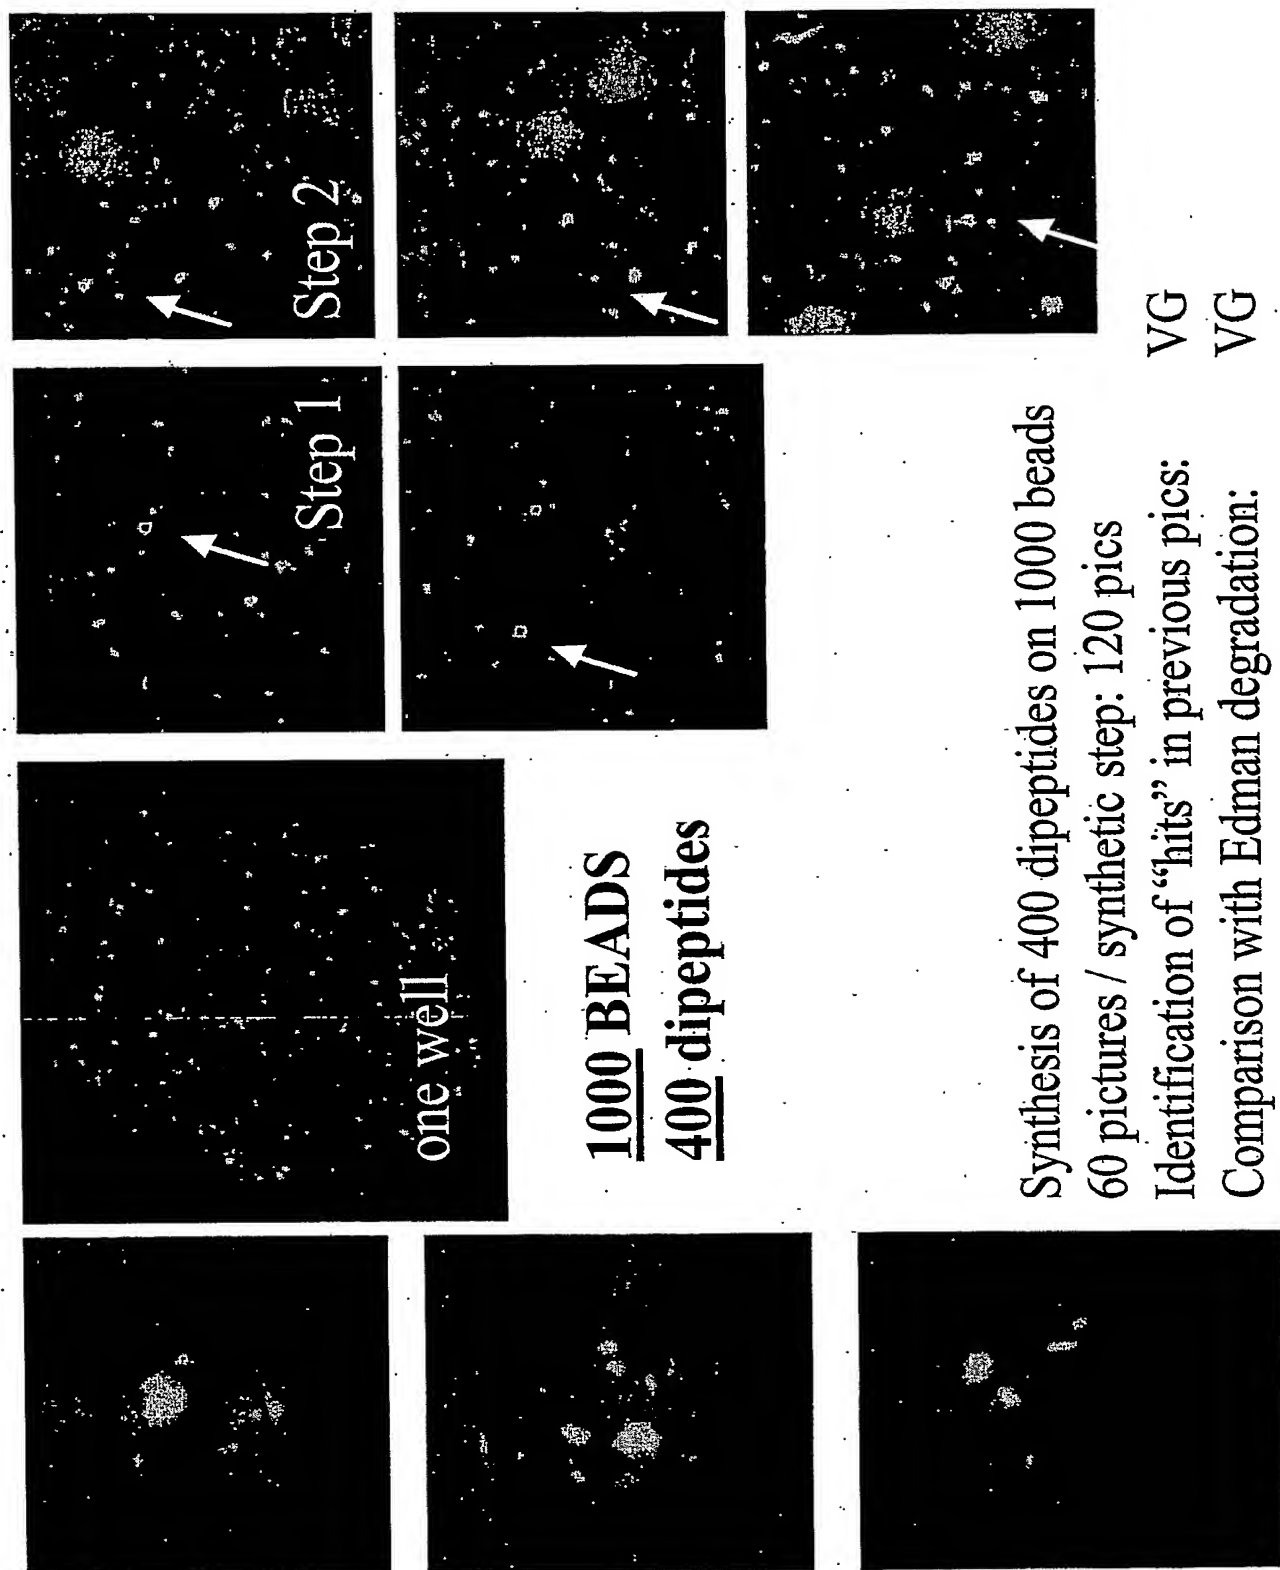 one well
Step 1
Step 2
1000 BEADS
400 dipeptides
Synthesis of 400 dipeptides on 1000 beads
60 pictures / synthetic step: 120 pics
Identification of “hits” in previous pics: VG
Comparison with Edman degradation: VG